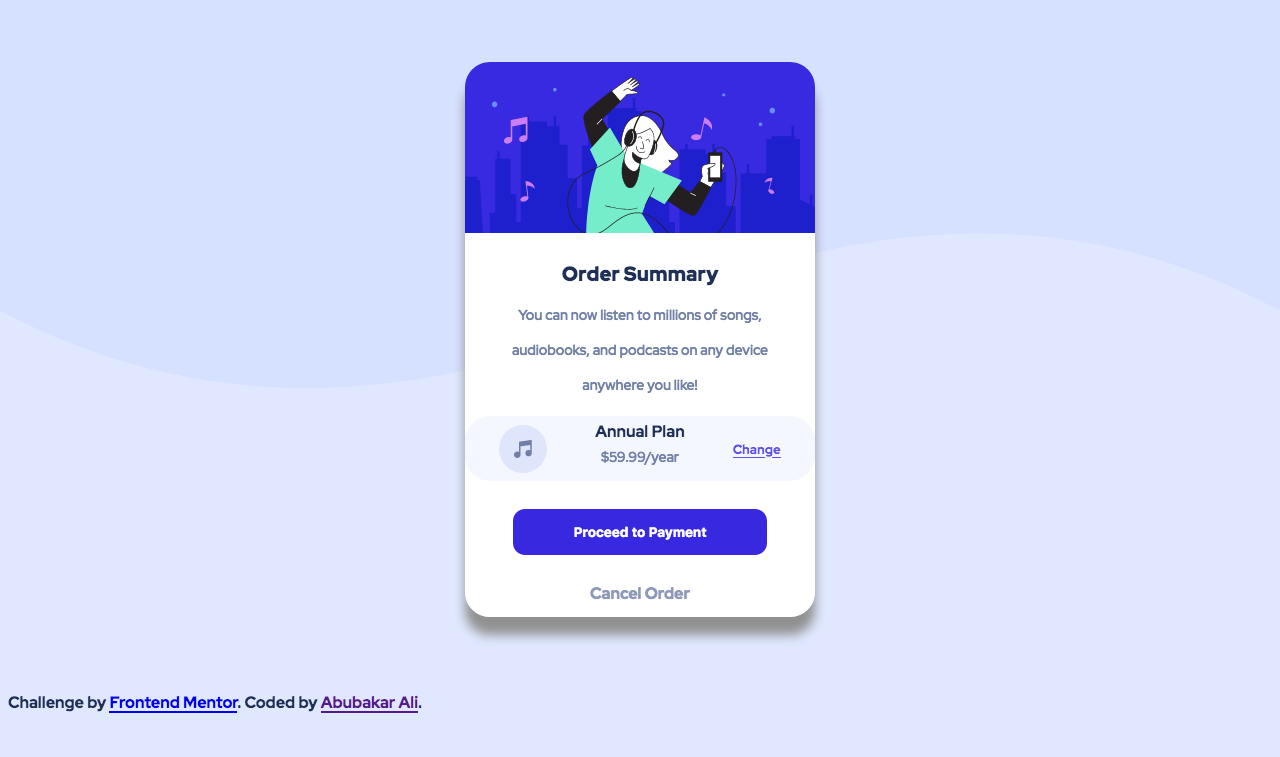 Order Summary
You can now listen to millions of songs,
audiobooks, and podcasts on any device
anywhere you like!
Annual Plan
$59.99/year
Change
Proceed to Payment
Cancel Order
Challenge by Frontend Mentor. Coded by Abubakar Ali.